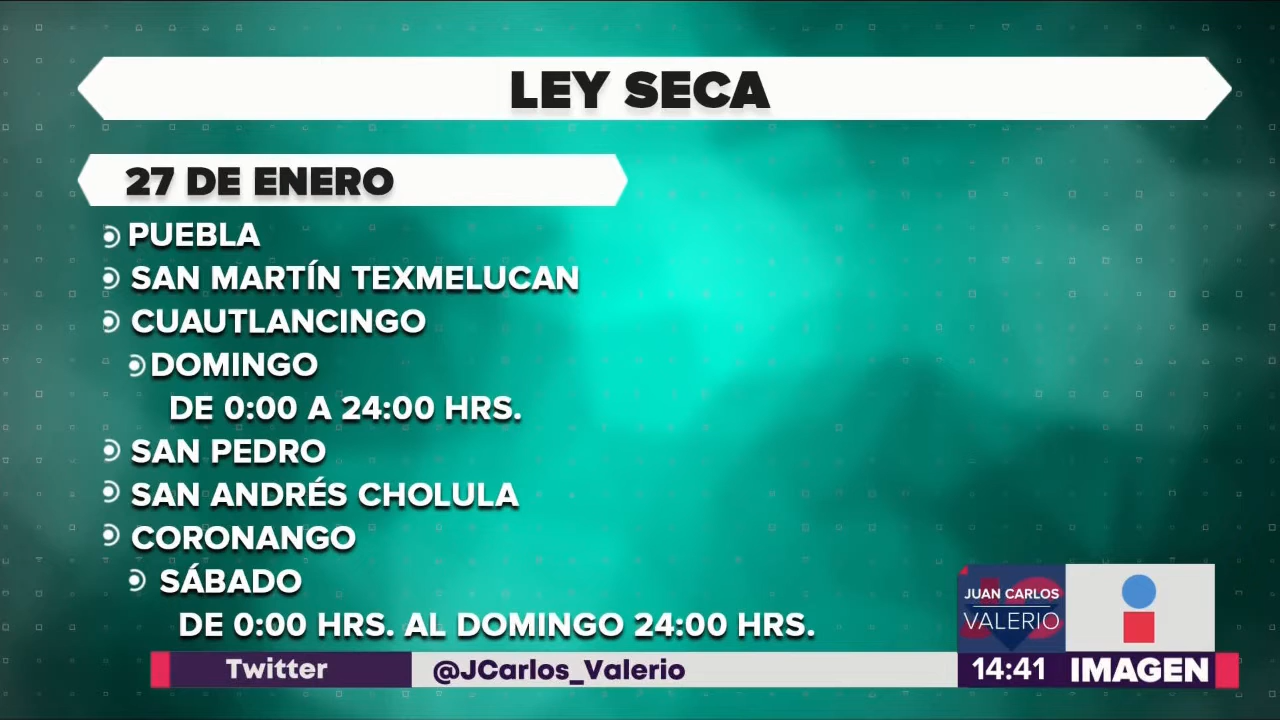 LEY SECA
27 DE ENERO
PUEBLA
SAN MARTÍN TEXMELUCAN
CUAUTLANCINGO
DOMINGO
DE 0:00 A 24:00 HRS.
SAN PEDRO
SAN ANDRÉS CHOLULA
CORONANGO
SÁBADO
DE 0:00 HRS. AL DOMINGO 24:00 HRS.
JUAN CARLOS
VALERIO
Twitter @JCarlos_Valerio 14:41 IMAGEN